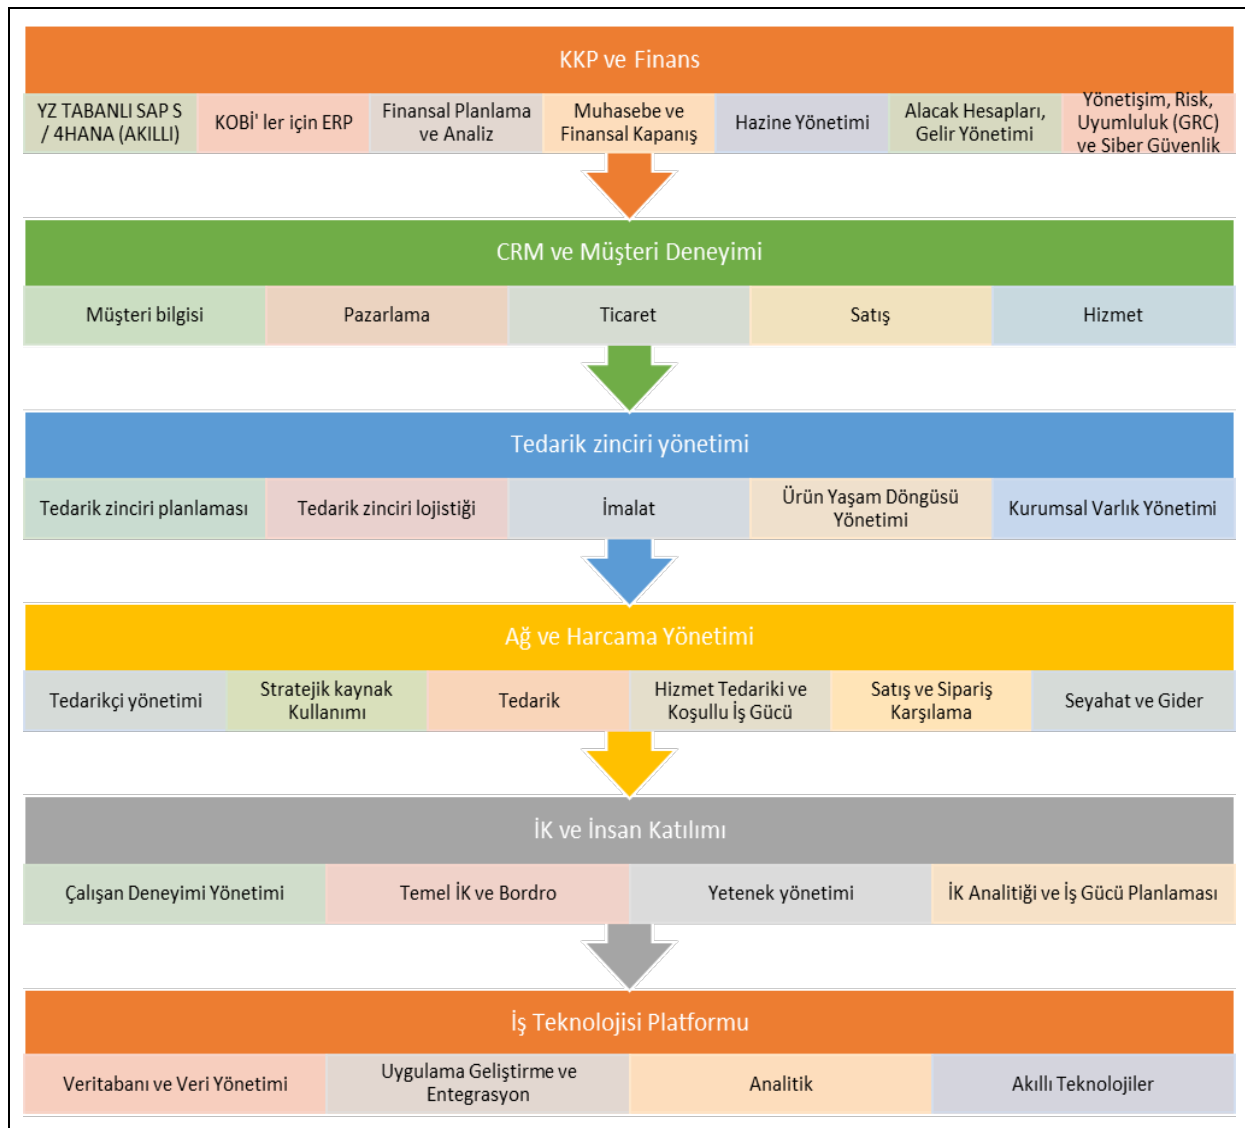 KKP ve Finans
YZ TABANLI SAP S
/ 4HANA (AKILLI)
KOBİ' ler için ERP
Finansal Planlama
ve Analiz
Muhasebe ve
Finansal Kapanış
Hazine Yönetimi
Alacak Hesapları,
Gelir Yönetimi
Yönetişim, Risk,
Uyumluluk (GRC)
ve Siber Güvenlik
CRM ve Müşteri Deneyimi
Müşteri bilgisi
Pazarlama
Ticaret
Satış
Hizmet
Tedarik zinciri yönetimi
Tedarik zinciri planlaması
Tedarik zinciri lojistiği
İmalat
Ürün Yaşam Döngüsü
Yönetimi
Kurumsal Varlık Yönetimi
Ağ ve Harcama Yönetimi
Tedarikçi yönetimi
Stratejik kaynak
Kullanımı
Tedarik
Hizmet Tedariki ve
Koşullu İş Gücü
Satış ve Sipariş
Karşılama
Seyahat ve Gider
İK ve İnsan Katılımı
Çalışan Deneyimi Yönetimi
Temel İK ve Bordro
Yetenek yönetimi
İK Analitiği ve İş Gücü Planlaması
İş Teknolojisi Platformu
Veritabanı ve Veri Yönetimi
Uygulama Geliştirme ve
Entegrasyon
Analitik
Akıllı Teknolojiler